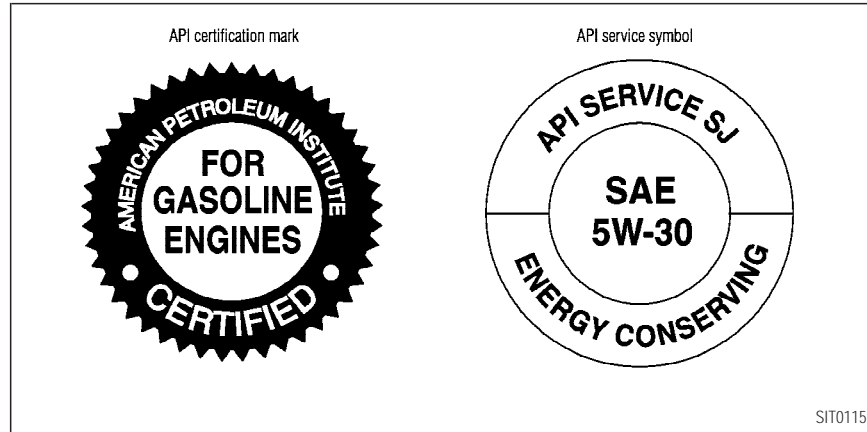 API certification mark
AMERICAN PETROLEUM INSTITUTE
FOR
GASOLINE
ENGINES
CERTIFIED
API service symbol
API SERVICE SJ
SAE
5W-30
ENERGY CONSERVING
SIT0115